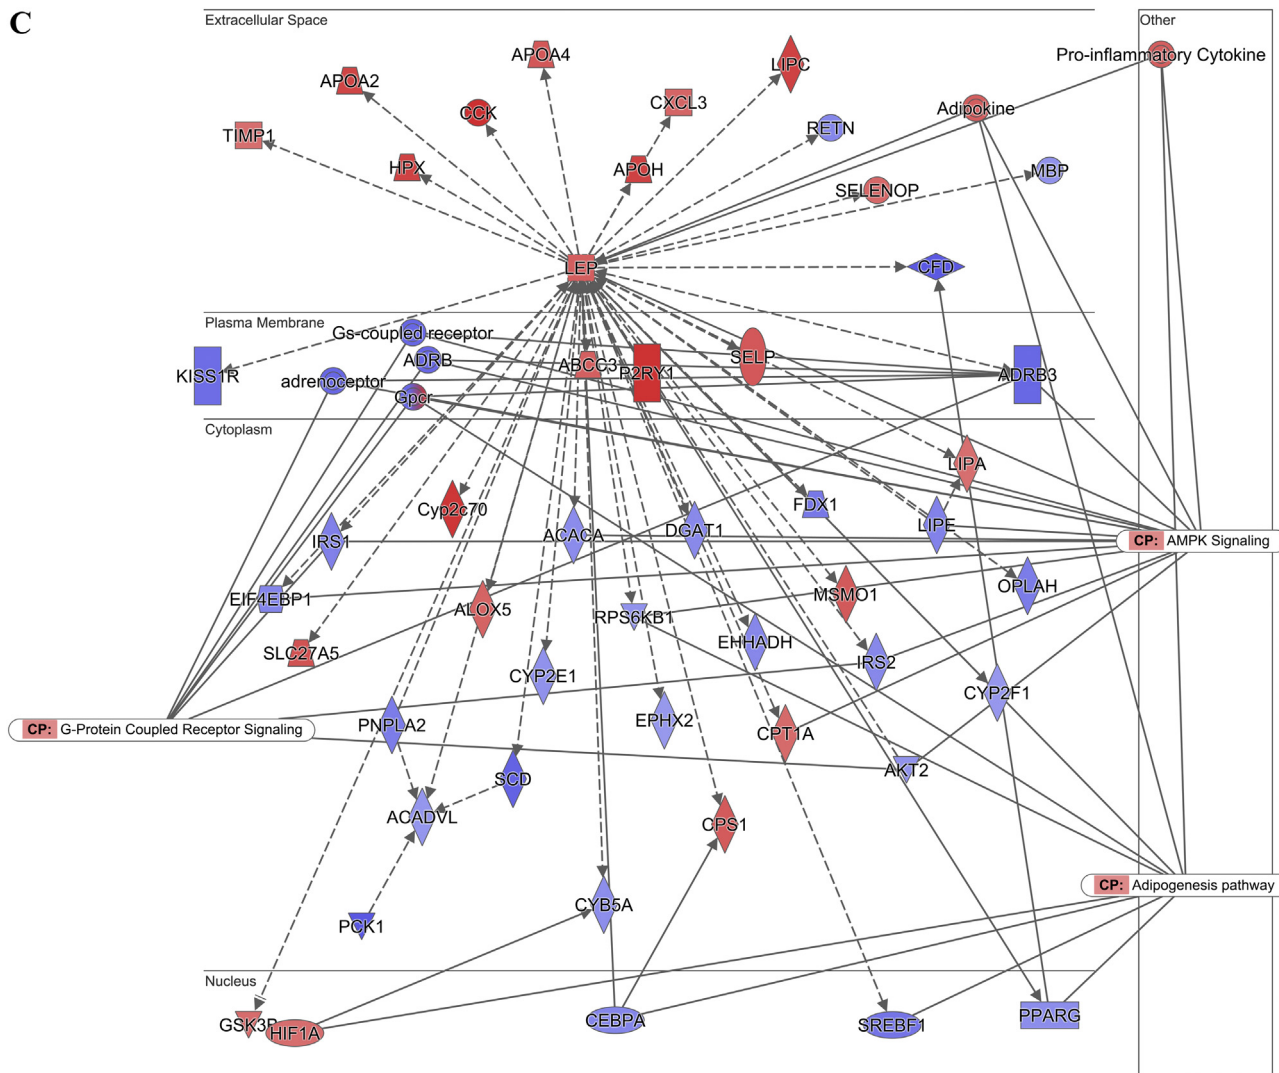 C
Extracellular Space
Other
APOA4
Pro-inflammatory Cytokine
LIPC
APOA2
CXCL3
Adipokine
CCK
RETN
TIMP1
HPX
APOH
MBP
SELENOP
LEP
CFD
Plasma Membrane
Gs-coupled receptor
SELP
ADRB
ABCC3
P2RY1
KISS1R
adrenoceptor
ADRB3
Gpcr
Cytoplasm
LIPA
Cyp2c70
FDX1
LIPE
ACACA
DGAT1
IRS1
CP: AMPK Signaling
OPLAH
MSMO1
EIF4EBP1
ALOX5
RPS6KB1
EHHADH
SLC27A5
IRS2
CYP2E1
CYP2F1
EPHX2
PNPLA2
CP: G-Protein Coupled Receptor Signaling
CPT1A
AKT2
SCD
ACADVL
CPS1
CP: Adipogenesis pathway
CYB5A
PCK1
Nucleus
PPARG
CEBPA
GSK3B
SREBF1
HIF1A